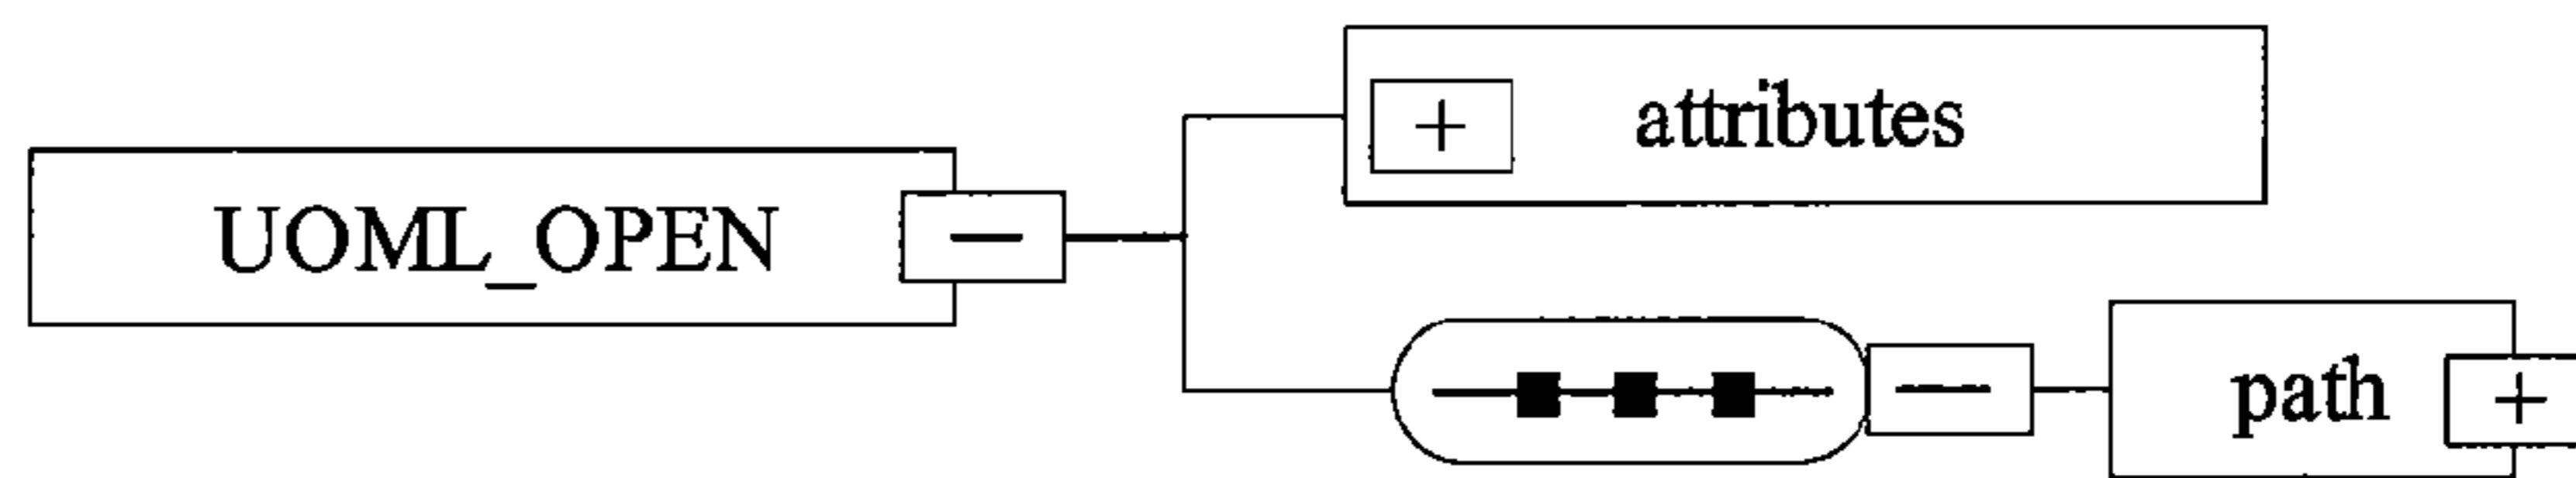 + attributes
UOML_OPEN −
− path +